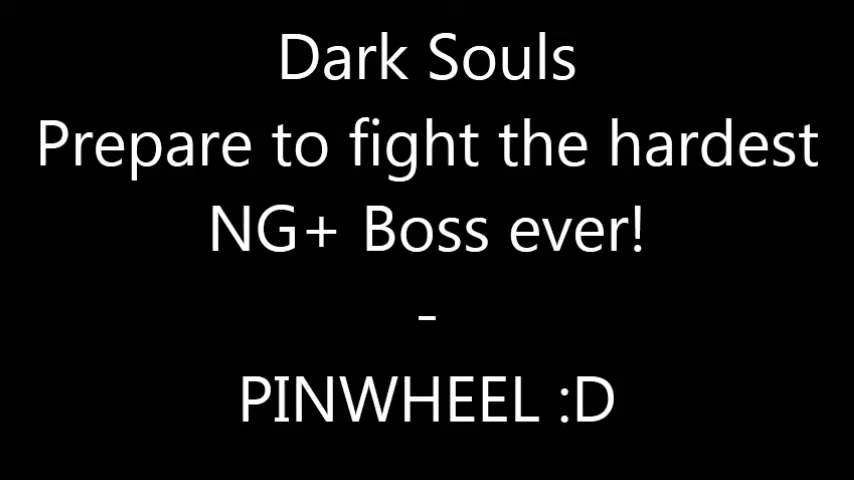 Dark Souls
Prepare to fight the hardest
NG+ Boss ever!
-
PINWHEEL :D